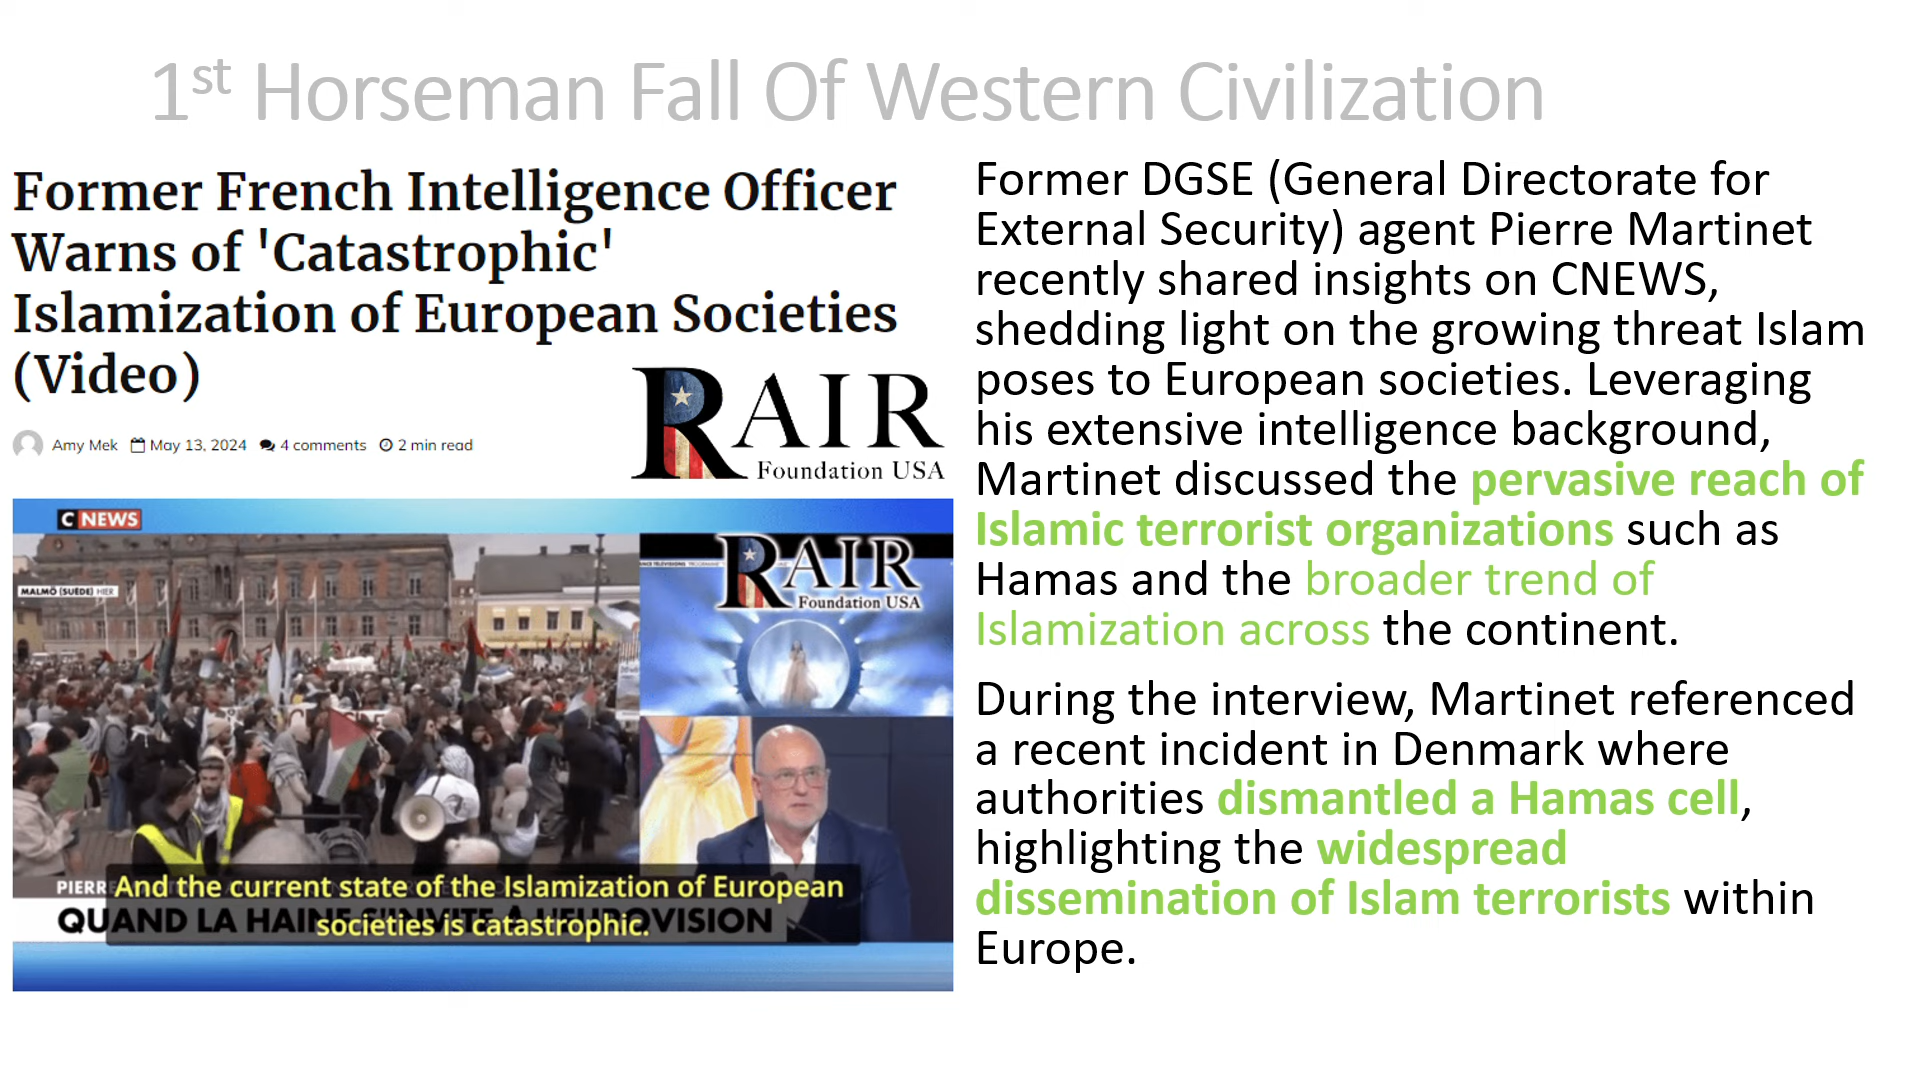 1st Horseman Fall Of Western Civilization
Former French Intelligence Officer
Warns of 'Catastrophic'
Islamization of European Societies
(Video)
RAIR
Foundation USA
Amy Mek May 13, 2024 4 comments 2 min read
CNEWS
MALMÖ (SUÈDE) HIER
RAIR
Foundation USA
PIERRE
And the current state of the Islamization of European
societies is catastrophic.
QUAND LA HAINE S'INVITE À L'EUROVISION
Former DGSE (General Directorate for
External Security) agent Pierre Martinet
recently shared insights on CNEWS,
shedding light on the growing threat Islam
poses to European societies. Leveraging
his extensive intelligence background,
Martinet discussed the pervasive reach of
Islamic terrorist organizations such as
Hamas and the broader trend of
Islamization across the continent.
During the interview, Martinet referenced
a recent incident in Denmark where
authorities dismantled a Hamas cell,
highlighting the widespread
dissemination of Islam terrorists within
Europe.